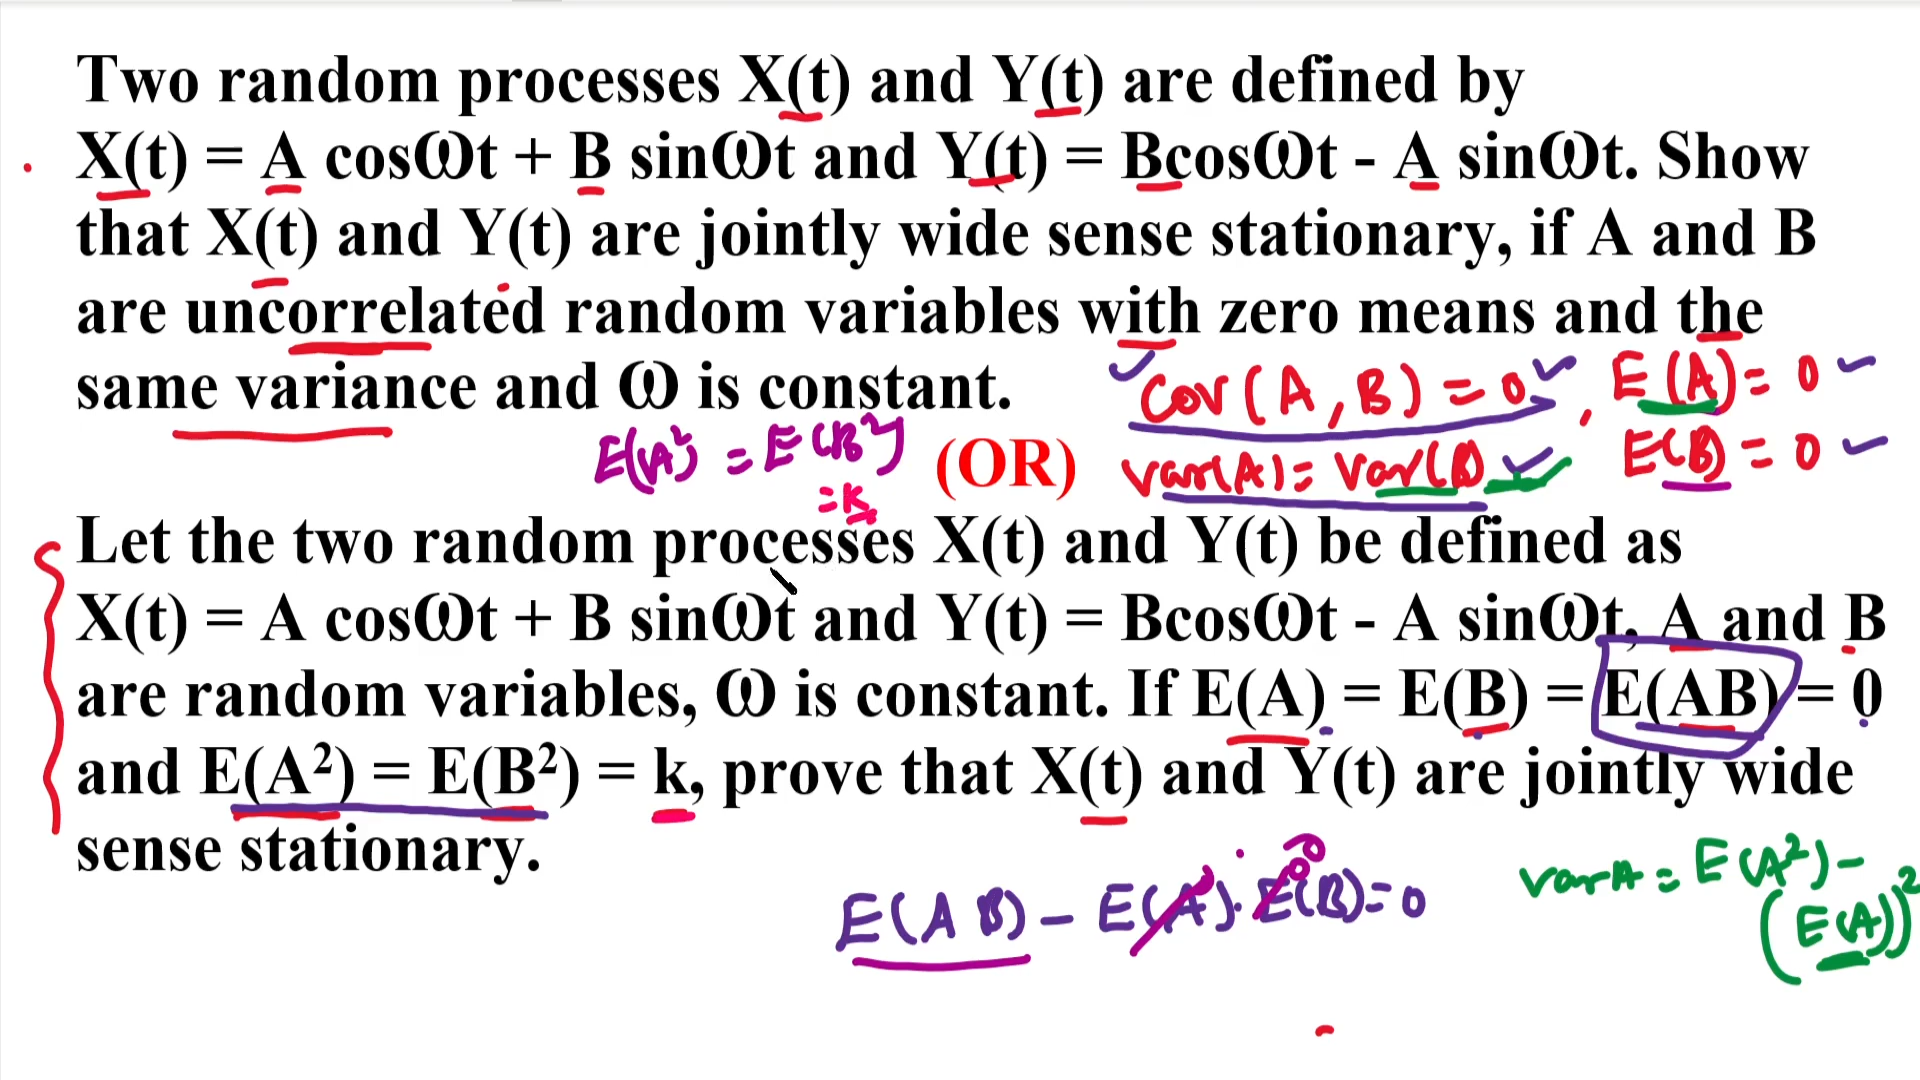 Two random processes X(t) and Y(t) are defined by
X(t) = A cosωt + B sinωt and Y(t) = Bcosωt - A sinωt. Show
that X(t) and Y(t) are jointly wide sense stationary, if A and B
are uncorrelated random variables with zero means and the
same variance and ω is constant.
Cov(A, B) = 0, E(A) = 0
E(A²) = E(B²) (OR) var(A) = Var(B) E(B) = 0
= k
Let the two random processes X(t) and Y(t) be defined as
X(t) = A cosωt + B sinωt and Y(t) = Bcosωt - A sinωt, A and B
are random variables, ω is constant. If E(A) = E(B) = E(AB) = 0
and E(A²) = E(B²) = k, prove that X(t) and Y(t) are jointly wide
sense stationary.
E(AB) - E(A). E(B) = 0
varA = E(A²) -
(E(A))²